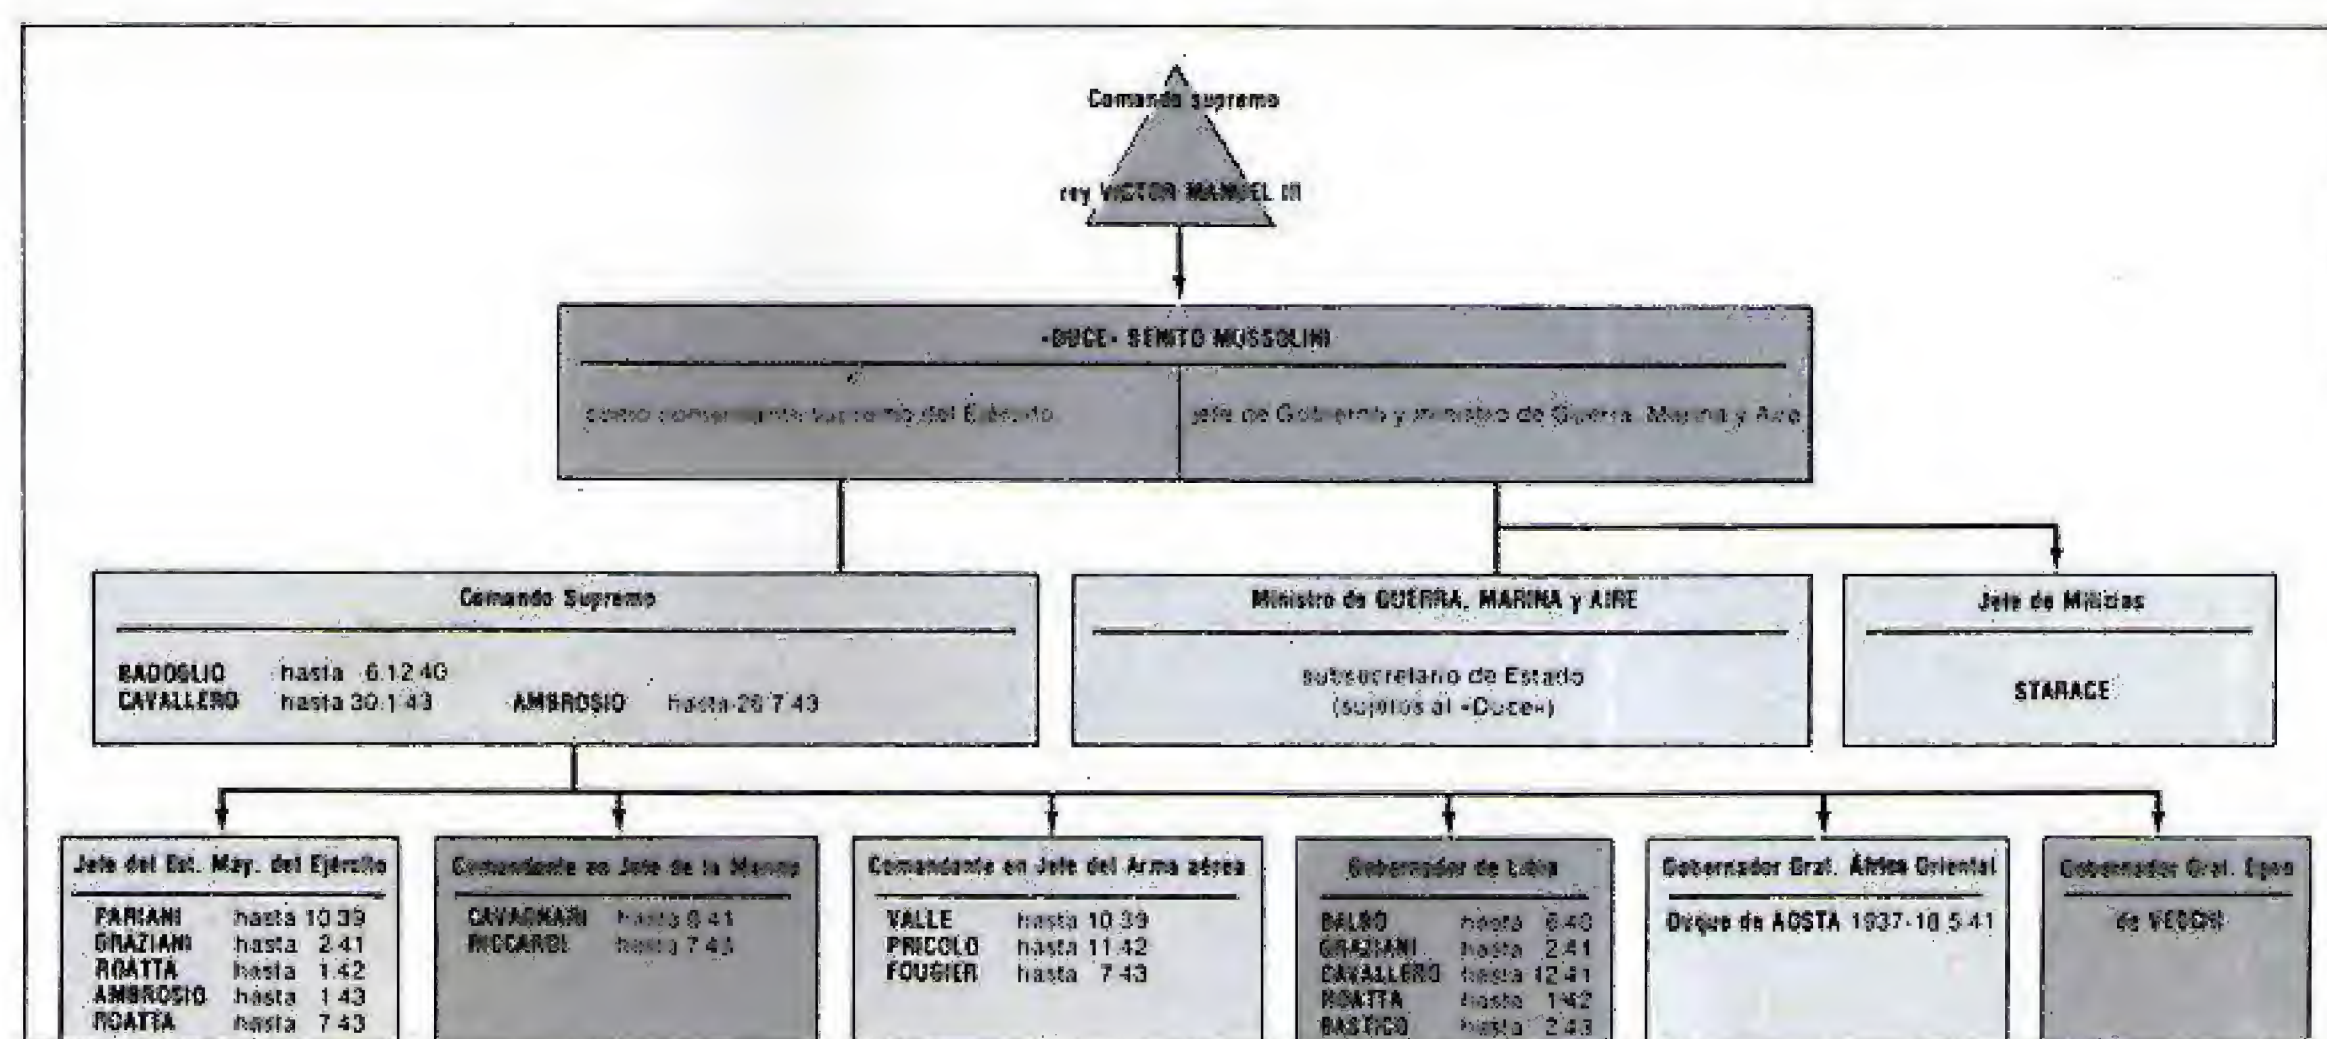 Comando supremo
rey VICTOR MANUEL III
«DUCE» BENITO MUSSOLINI
como comandante supremo del Ejército
jefe de Gobierno y ministro de Guerra, Marina y Aire
Comando Supremo
BADOGLIO hasta 6.12.40
CAVALLERO hasta 30.1.43 AMBROSIO hasta 26.7.43
Ministro de GUERRA, MARINA y AIRE
subsecretario de Estado
(sujetos al «Duce»)
Jefe de Milicias
STARACE
Jefe del Est. May. del Ejército
PARIANI hasta 10.39
GRAZIANI hasta 2.41
ROATTA hasta 1.42
AMBROSIO hasta 1.43
ROATTA hasta 7.43
Comandante en Jefe de la Marina
CAVAGNARI hasta
RICCARDI hasta 7.43
Comandante en Jefe del Arma aérea
VALLE hasta 10.39
PRICOLO hasta 11.42
FOUGIER hasta 7.43
Gobernador de Libia
BALBO hasta 6.40
GRAZIANI hasta 2.41
CAVALLERO hasta 12.41
ROATTA hasta 1.42
BASTICO hasta 2.43
Gobernador Gral. África Oriental
Duque de AOSTA 1937-18.5.41
Gobernador Gral. Egeo
de VECCHI